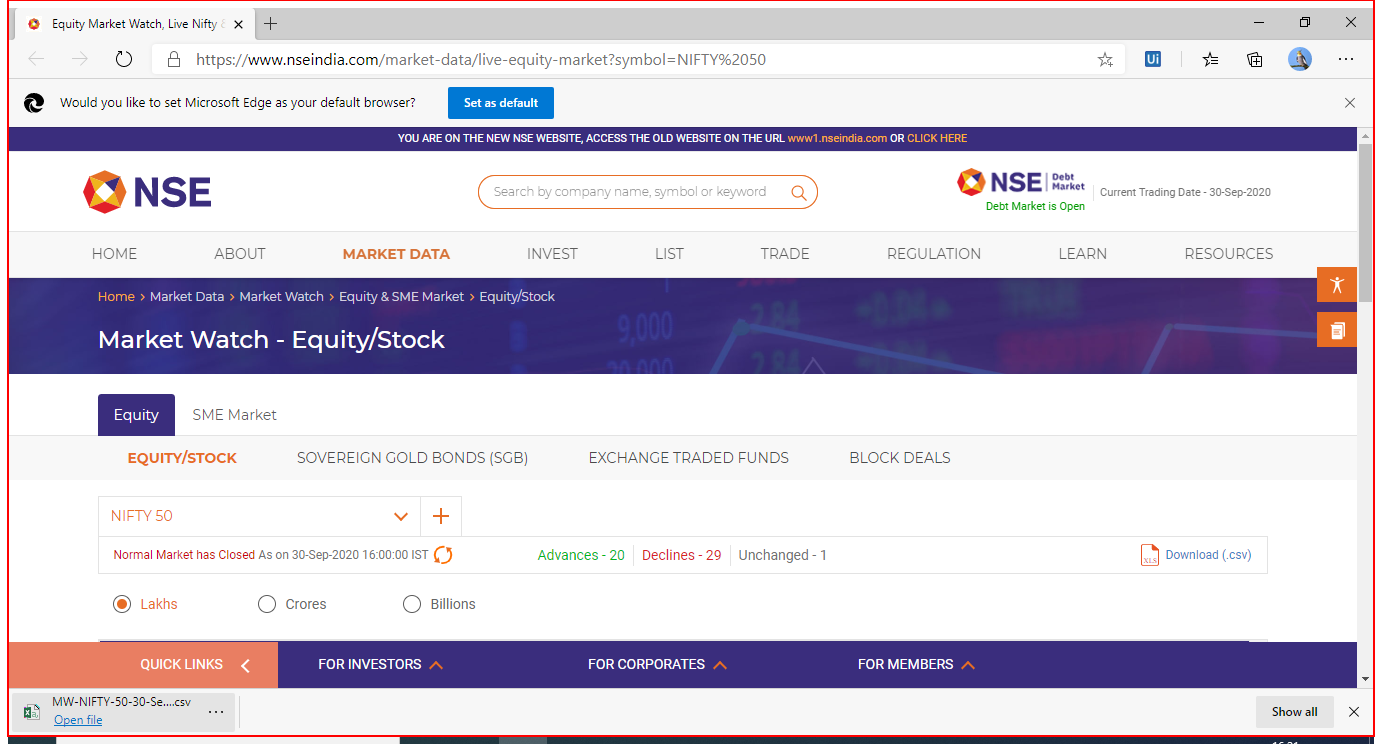 Equity Market Watch, Live Nifty
https://www.nseindia.com/market-data/live-equity-market?symbol=NIFTY%2050
Ui
Would you like to set Microsoft Edge as your default browser?
Set as default
YOU ARE ON THE NEW NSE WEBSITE, ACCESS THE OLD WEBSITE ON THE URL www1.nseindia.com OR CLICK HERE
NSE
Search by company name, symbol or keyword
NSE Debt Market
Debt Market is Open
Current Trading Date - 30-Sep-2020
HOME ABOUT MARKET DATA INVEST LIST TRADE REGULATION LEARN RESOURCES
Home > Market Data > Market Watch > Equity & SME Market > Equity/Stock
9,000
2.84
Market Watch - Equity/Stock
2.84
Equity SME Market
EQUITY/STOCK SOVEREIGN GOLD BONDS (SGB) EXCHANGE TRADED FUNDS BLOCK DEALS
NIFTY 50
Normal Market has Closed As on 30-Sep-2020 16:00:00 IST Advances - 20 Declines - 29 Unchanged - 1 XLS Download (.csv)
Lakhs Crores Billions
QUICK LINKS FOR INVESTORS FOR CORPORATES FOR MEMBERS
MW-NIFTY-50-30-Se....csv
Open file
Show all